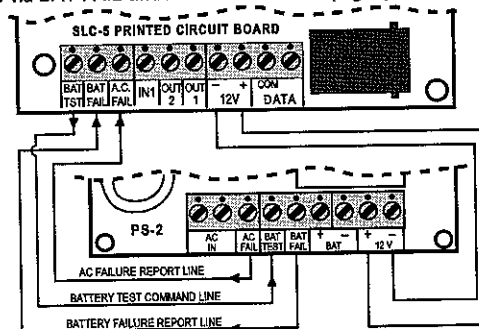 SLC-5 PRINTED CIRCUIT BOARD
BAT TST
BAT FAIL
A.C. FAIL
IN1
OUT 2
OUT 1
– +
12V
COM
DATA
PS-2
AC IN
AC FAIL
BAT TEST
BAT FAIL
+ –
BAT
+ –
12 V
AC FAILURE REPORT LINE
BATTERY TEST COMMAND LINE
BATTERY FAILURE REPORT LINE